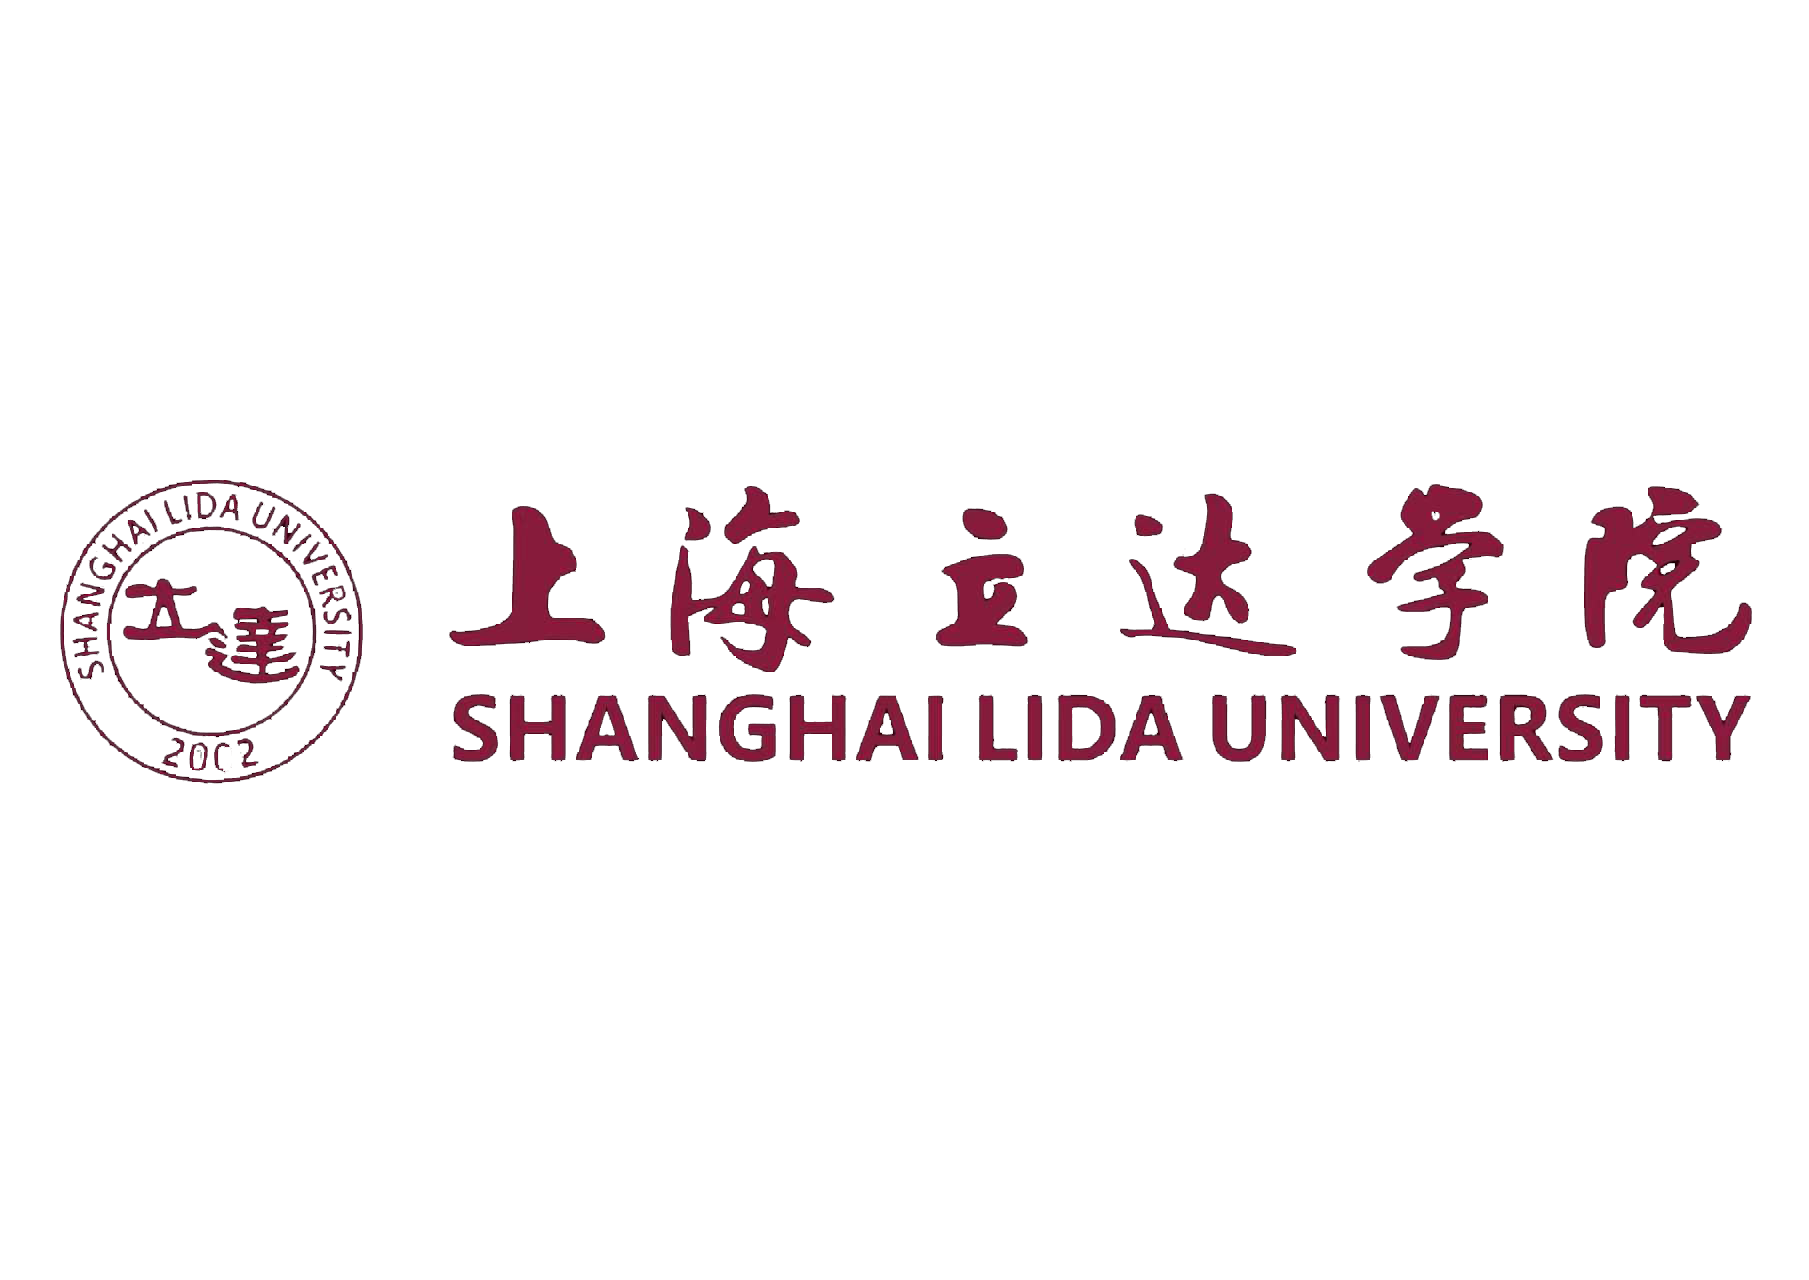 SHANGHAI LIDA UNIVERSITY
立達
2002
上海立达学院
SHANGHAI LIDA UNIVERSITY